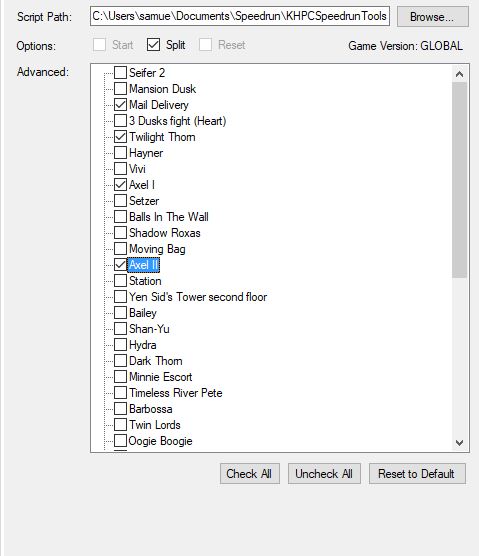 Script Path: C:\Users\samue\Documents\Speedrun\KHPCSpeedrunTools Browse...
Options: Start Split Reset Game Version: GLOBAL
Advanced: Seifer 2
Mansion Dusk
Mail Delivery
3 Dusks fight (Heart)
Twilight Thorn
Hayner
Vivi
Axel I
Setzer
Balls In The Wall
Shadow Roxas
Moving Bag
Axel II
Station
Yen Sid's Tower second floor
Bailey
Shan-Yu
Hydra
Dark Thorn
Minnie Escort
Timeless River Pete
Barbossa
Twin Lords
Oogie Boogie
Check All Uncheck All Reset to Default